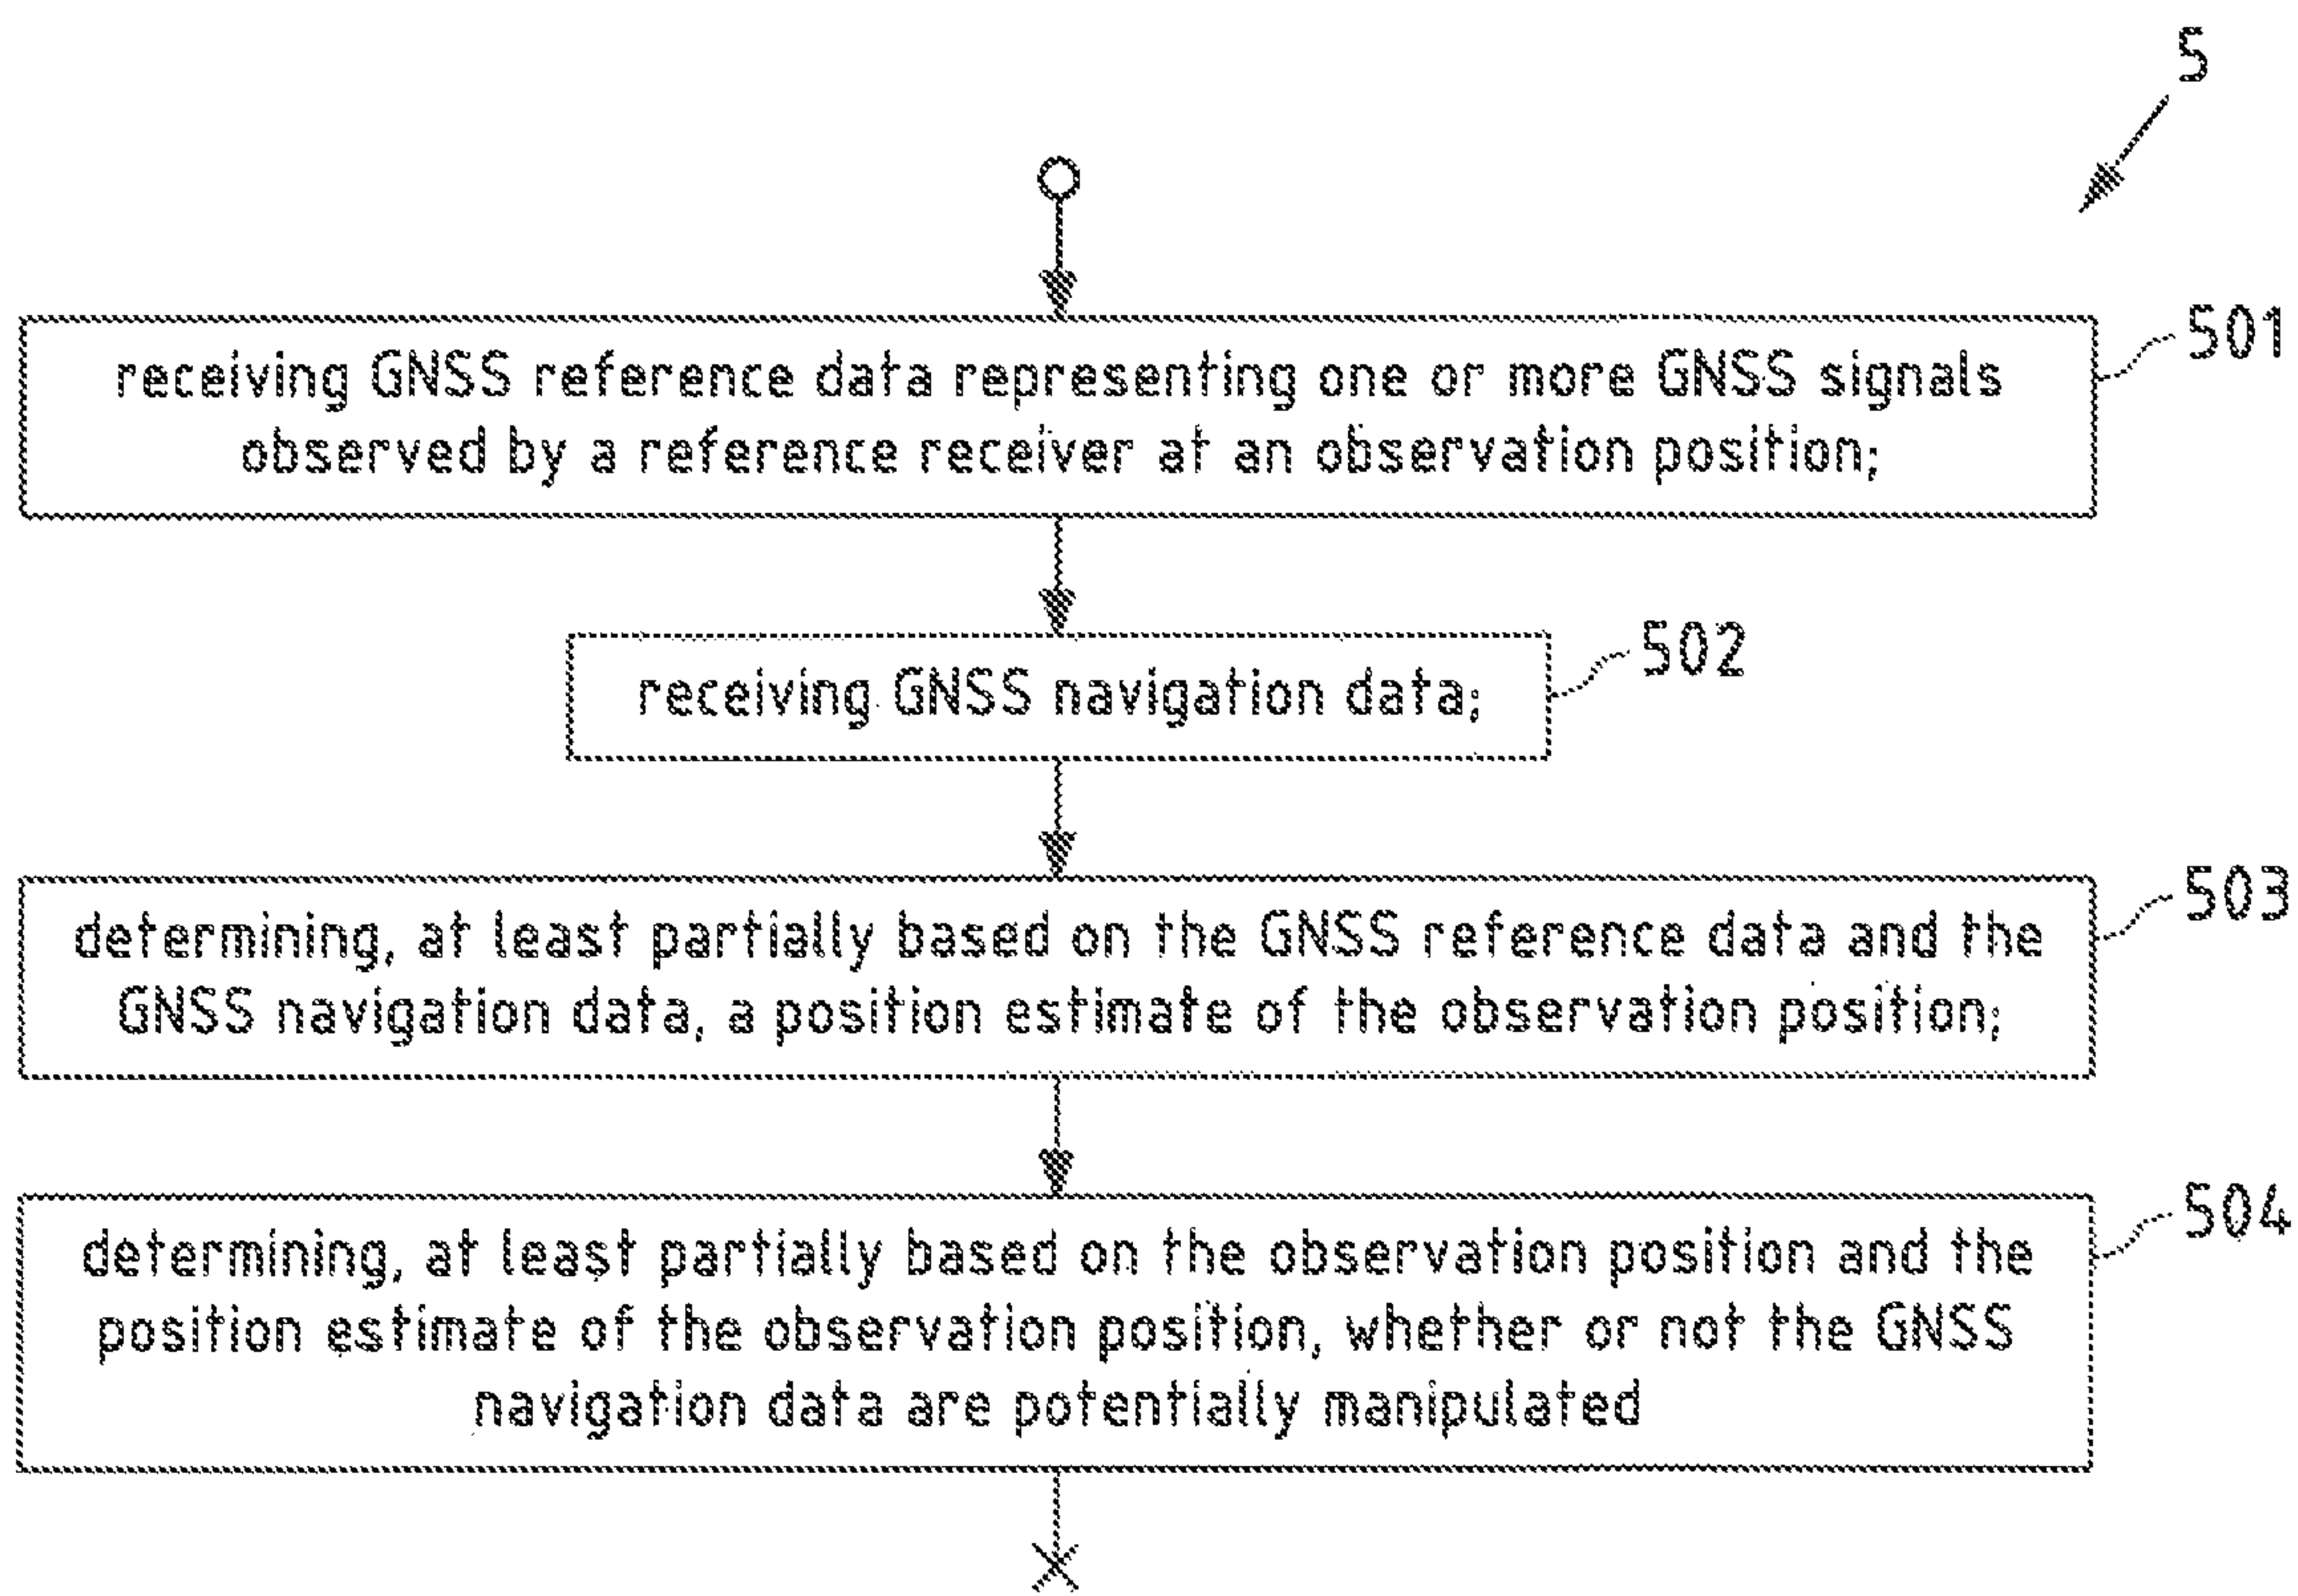 5
501
receiving GNSS reference data representing one or more GNSS signals
observed by a reference receiver at an observation position;
502
receiving GNSS navigation data;
503
determining, at least partially based on the GNSS reference data and the
GNSS navigation data, a position estimate of the observation position;
504
determining, at least partially based on the observation position and the
position estimate of the observation position, whether or not the GNSS
navigation data are potentially manipulated